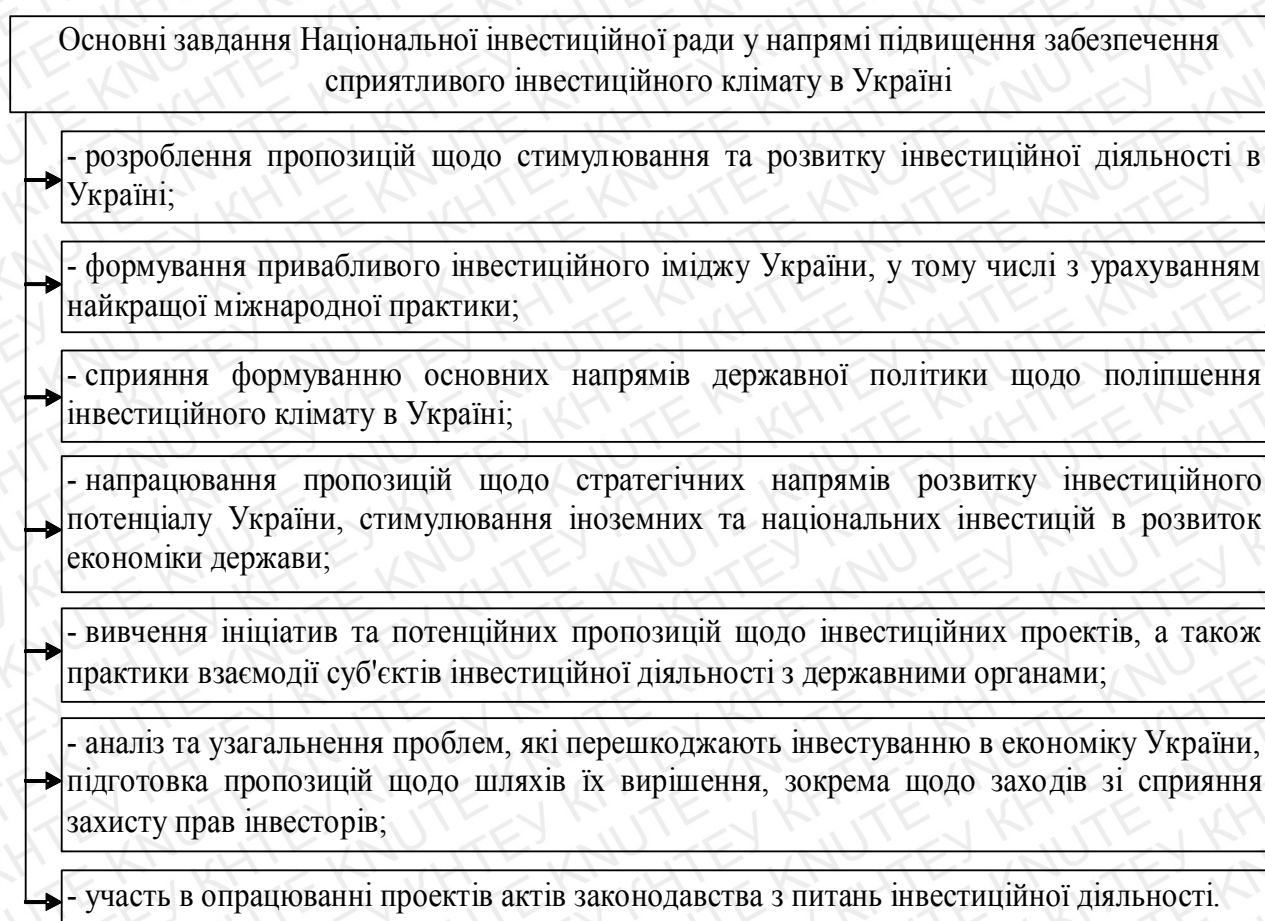 Основні завдання Національної інвестиційної ради у напрямі підвищення забезпечення
сприятливого інвестиційного клімату в Україні
- розроблення пропозицій щодо стимулювання та розвитку інвестиційної діяльності в
Україні;
- формування привабливого інвестиційного іміджу України, у тому числі з урахуванням
найкращої міжнародної практики;
- сприяння формуванню основних напрямів державної політики щодо поліпшення
інвестиційного клімату в Україні;
- напрацювання пропозицій щодо стратегічних напрямів розвитку інвестиційного
потенціалу України, стимулювання іноземних та національних інвестицій в розвиток
економіки держави;
- вивчення ініціатив та потенційних пропозицій щодо інвестиційних проектів, а також
практики взаємодії суб'єктів інвестиційної діяльності з державними органами;
- аналіз та узагальнення проблем, які перешкоджають інвестуванню в економіку України,
підготовка пропозицій щодо шляхів їх вирішення, зокрема щодо заходів зі сприяння
захисту прав інвесторів;
- участь в опрацюванні проектів актів законодавства з питань інвестиційної діяльності.